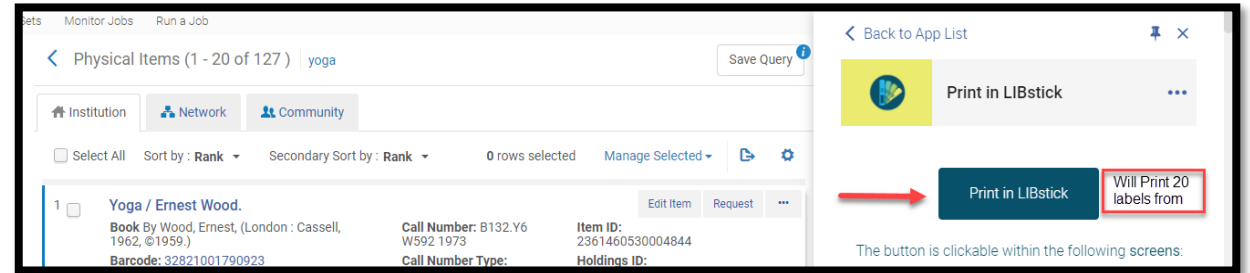 Sets Monitor Jobs Run a Job
Physical Items (1 - 20 of 127 ) yoga
Save Query
Institution Network Community
Select All Sort by : Rank Secondary Sort by : Rank 0 rows selected Manage Selected
1 Yoga / Ernest Wood.
Edit Item Request
Book By Wood, Ernest, (London : Cassell,
1962, ©1959.)
Barcode: 32821001790923
Call Number: B132.Y6
W592 1973
Call Number Type:
Item ID:
2361460530004844
Holdings ID:
Back to App List
Print in LIBstick
Print in LIBstick
Will Print 20
labels from
The button is clickable within the following screens: